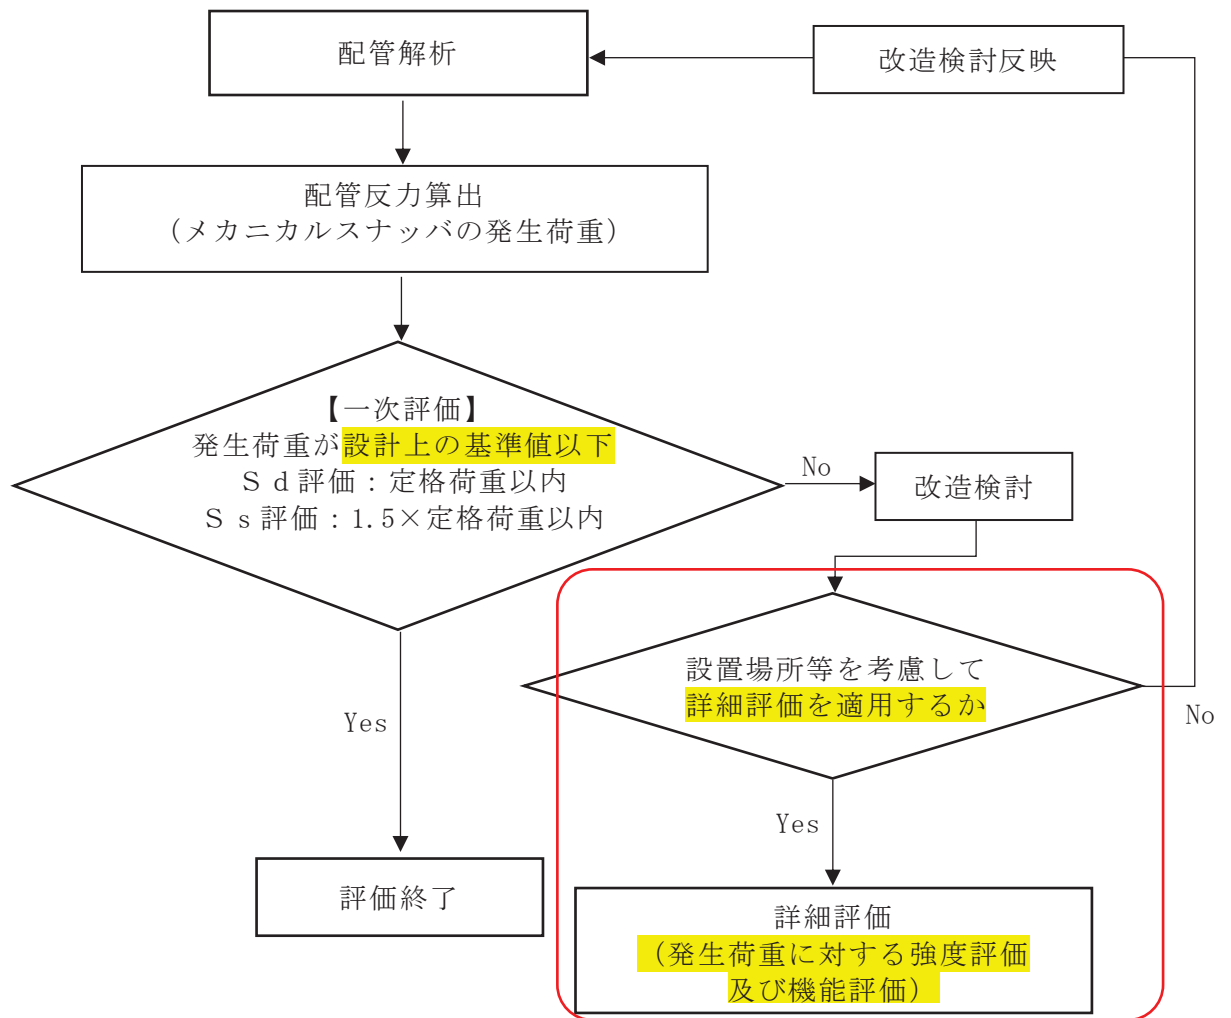 配管解析
改造検討反映
配管反力算出
（メカニカルスナッバの発生荷重）
【一次評価】
発生荷重が設計上の基準値以下
Ｓｄ評価：定格荷重以内
Ｓｓ評価：1.5×定格荷重以内
No
改造検討
設置場所等を考慮して
詳細評価を適用するか
No
Yes
Yes
評価終了
詳細評価
（発生荷重に対する強度評価
及び機能評価）